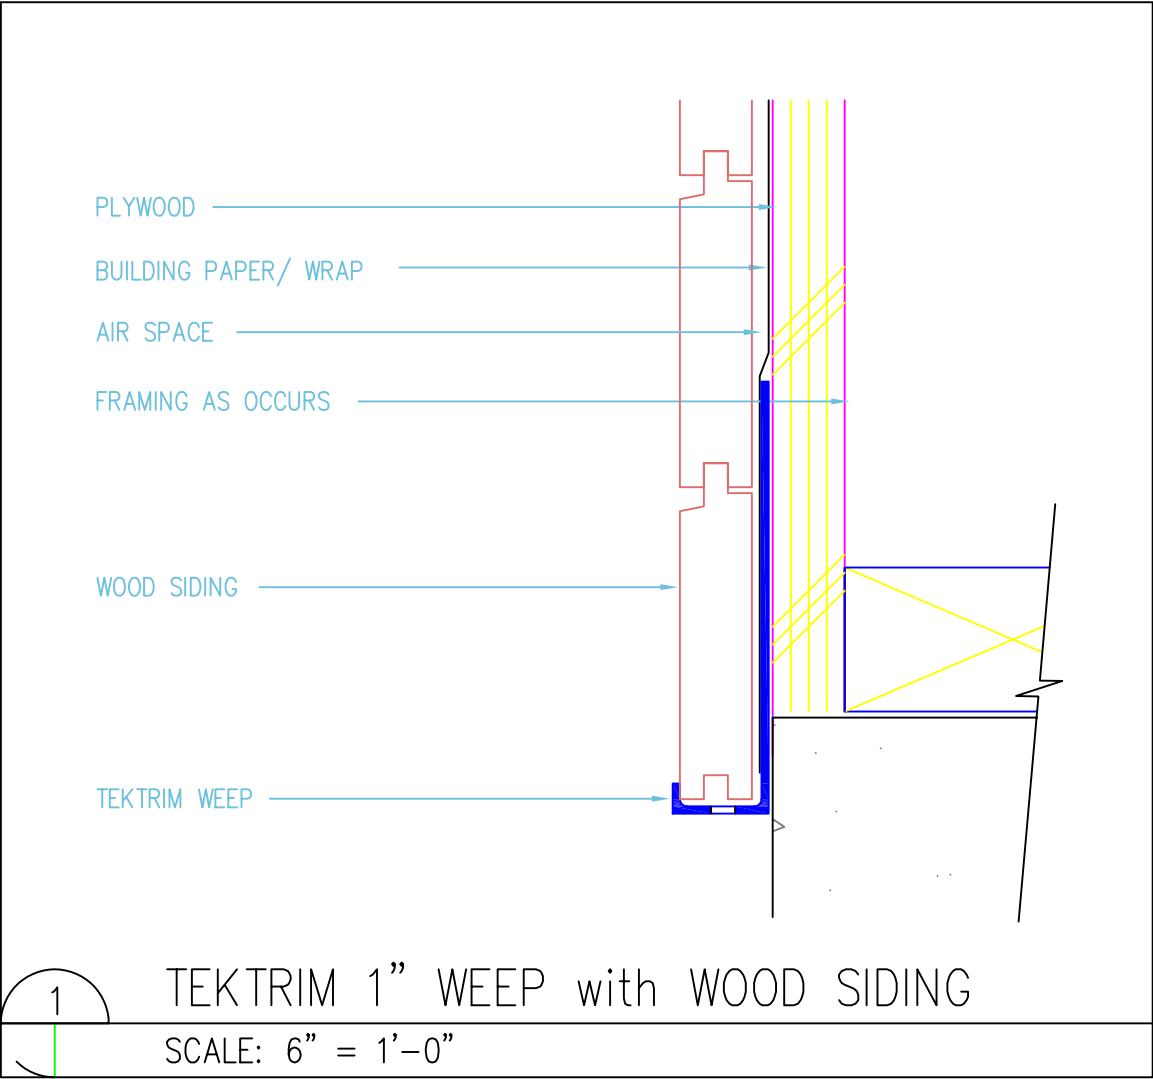 PLYWOOD
BUILDING PAPER/ WRAP
AIR SPACE
FRAMING AS OCCURS
WOOD SIDING
TEKTRIM WEEP
1
TEKTRIM 1” WEEP with WOOD SIDING
SCALE: 6” = 1’-0”